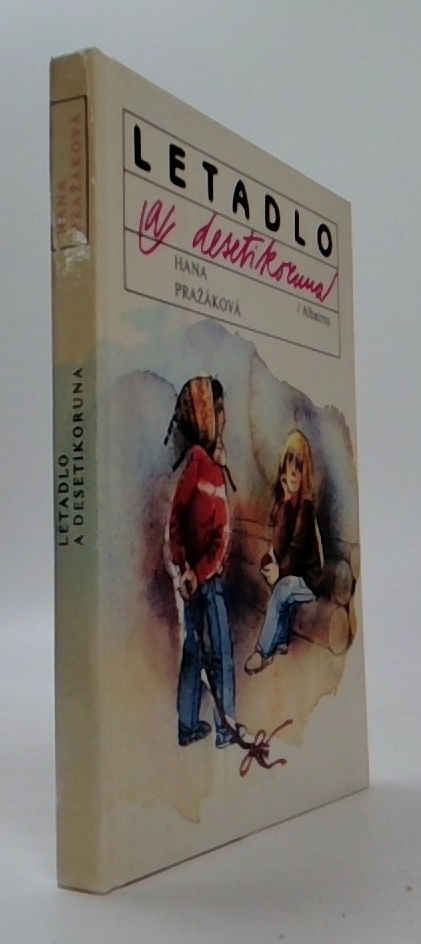 HANA
PRAŽÁKOVÁ
LETADLO
A DESETIKORUNA
LETADLO
a desetikoruna
HANA
PRAŽÁKOVÁ
/ Albatros